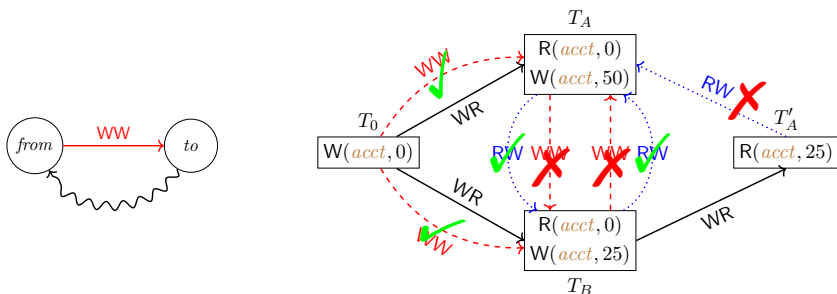 from
WW
to
T_A
R(acct,0)
W(acct,50)
WW
WR
RW
T'_A
T_0
W(acct,0)
RW
WW
WW
RW
R(acct,25)
WR
WR
WW
R(acct,0)
W(acct,25)
T_B